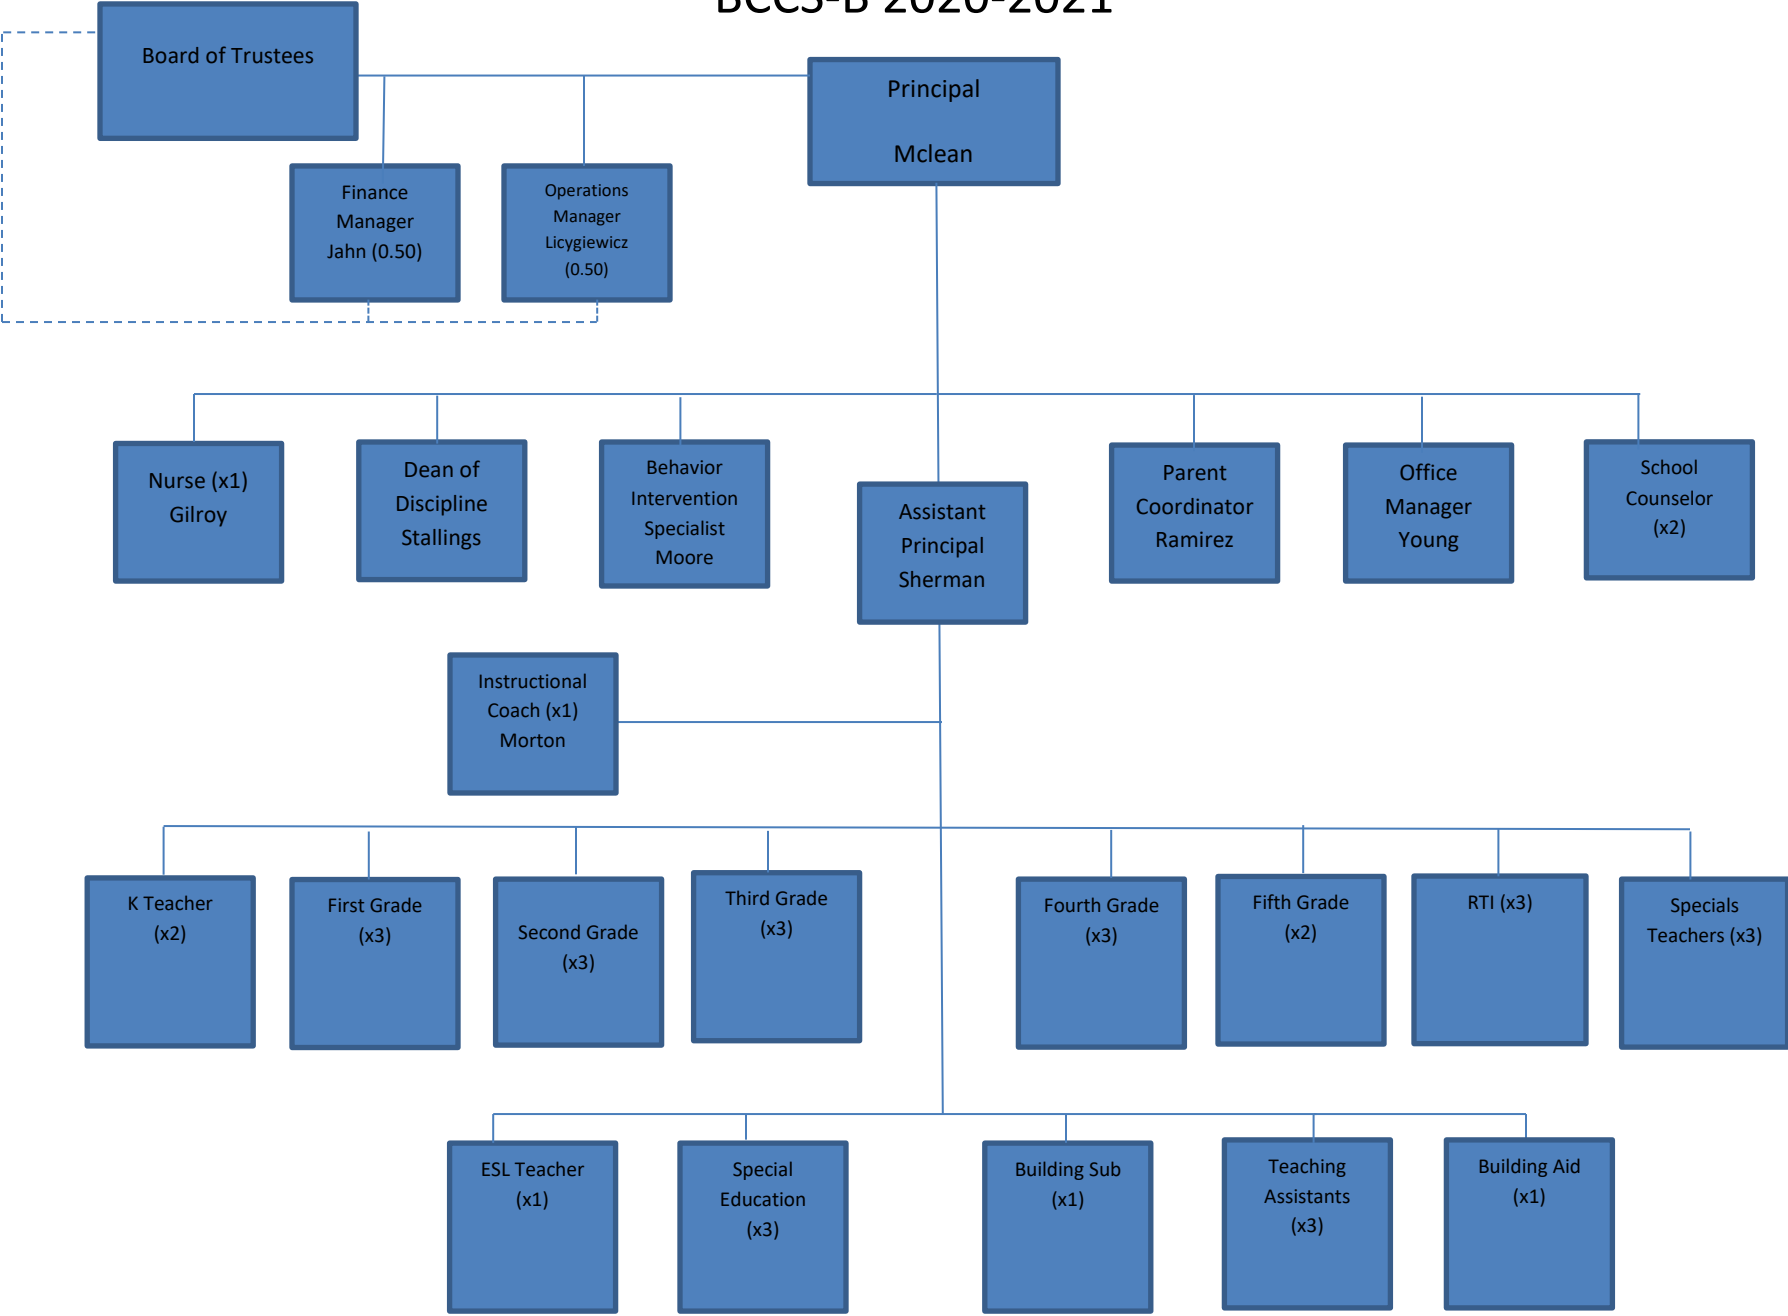 BCCS-B 2020-2021
Board of Trustees
Principal
Mclean
Finance
Manager
Jahn (0.50)
Operations
Manager
Licygiewicz
(0.50)
Nurse (x1)
Gilroy
Dean of
Discipline
Stallings
Behavior
Intervention
Specialist
Moore
Assistant
Principal
Sherman
Parent
Coordinator
Ramirez
Office
Manager
Young
School
Counselor
(x2)
Instructional
Coach (x1)
Morton
K Teacher
(x2)
First Grade
(x3)
Second Grade
(x3)
Third Grade
(x3)
Fourth Grade
(x3)
Fifth Grade
(x2)
RTI (x3)
Specials
Teachers (x3)
ESL Teacher
(x1)
Special
Education
(x3)
Building Sub
(x1)
Teaching
Assistants
(x3)
Building Aid
(x1)